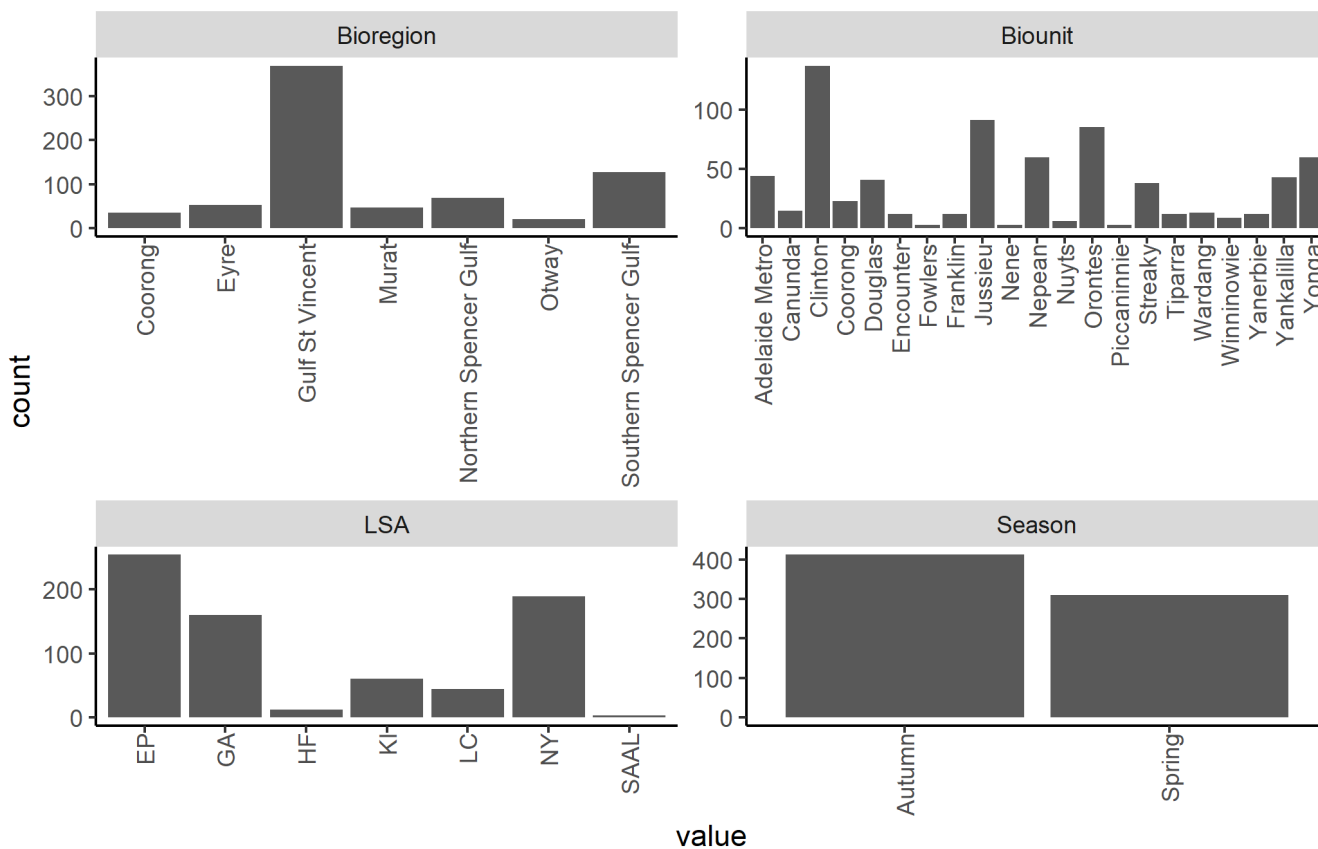 Bioregion
300
200
100
0
Coorong
Eyre
Gulf St Vincent
Murat
Northern Spencer Gulf
Otway
Southern Spencer Gulf
Biounit
100
50
0
Adelaide Metro
Canunda
Clinton
Coorong
Douglas
Encounter
Fowlers
Franklin
Jussieu
Nene
Nepean
Nuyts
Orontes
Piccaninnie
Streaky
Tiparra
Wardang
Winninowie
Yanerbie
Yankalilla
Yonga
count
LSA
200
100
0
EP
GA
HF
KI
LC
NY
SAAL
Season
400
300
200
100
0
Autumn
Spring
value